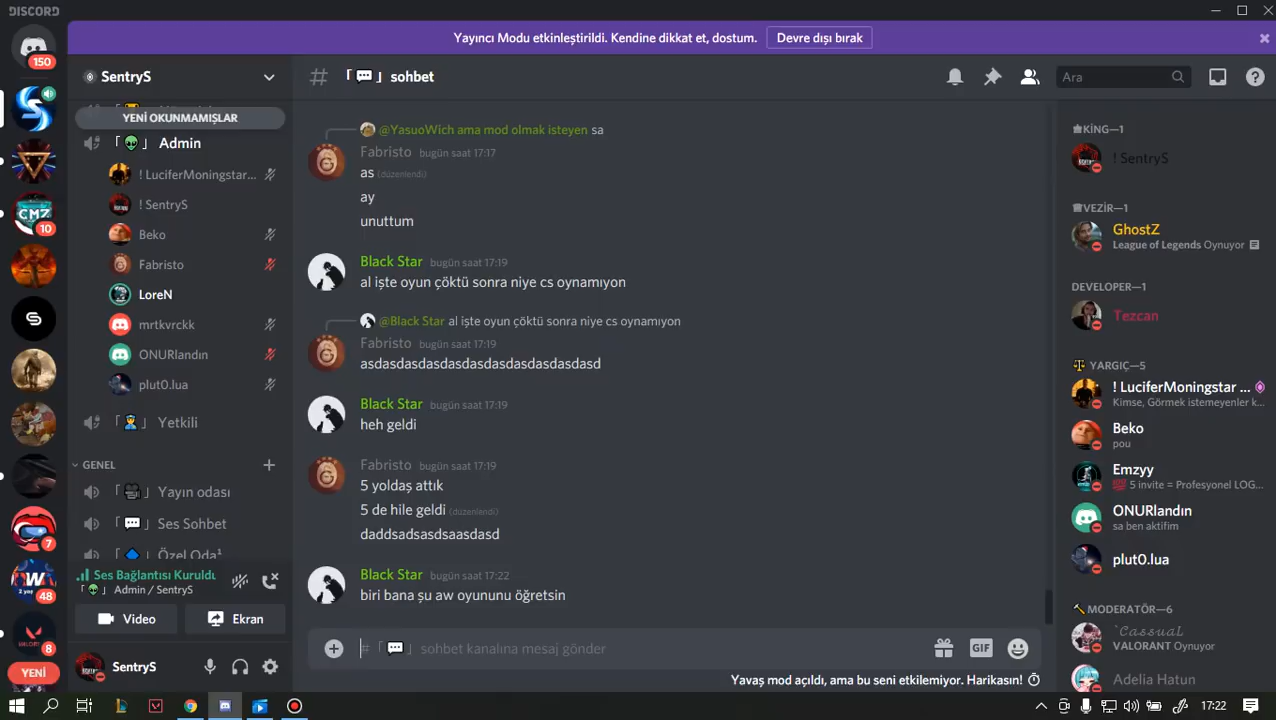 DISCORD
Yayıncı Modu etkinleştirildi. Kendine dikkat et, dostum.
Devre dışı bırak
150
10
7
48
8
YENİ
SentryS
YENİ OKUNMAMIŞLAR
「👽」 Admin
! LuciferMoningstar...
! SentryS
Beko
Fabristo
LoreN
mrtkvrckk
ONURlandın
plut0.lua
Yetkili
GENEL
Yayın odası
「💬」 Ses Sohbet
Özel Oda¹
Ses Bağlantısı Kuruldu
「👽」 Admin / SentryS
Video
Ekran
SentryS
「💬」 sohbet
Ara
@YasuoWich ama mod olmak isteyen sa
Fabristo bugün saat 17:17
as (düzenlendi)
ay
unuttum
Black Star bugün saat 17:19
al işte oyun çöktü sonra niye cs oynamıyon
@Black Star al işte oyun çöktü sonra niye cs oynamıyon
Fabristo bugün saat 17:19
asdasdasdasdasdasdasdasdasdasdasd
Black Star bugün saat 17:19
heh geldi
Fabristo bugün saat 17:19
5 yoldaş attık
5 de hile geldi (düzenlendi)
daddsadsasdsaasdasd
Black Star bugün saat 17:22
biri bana şu aw oyununu öğretsin
# 「💬」 sohbet kanalına mesaj gönder
GIF
Yavaş mod açıldı, ama bu seni etkilemiyor. Harikasın!
KİNG—1
! SentryS
VEZİR—1
GhostZ
League of Legends Oynuyor
DEVELOPER—1
Tezcan
YARGIÇ—5
! LuciferMoningstar ...
Kimse, Görmek istemeyenler k...
Beko
pou
Emzyy
💯 5 invite = Profesyonel LOG...
ONURlandın
sa ben aktifim
plut0.lua
MODERATÖR—6
`𝓒𝓪𝓼𝓼𝓾𝓪𝓛
VALORANT Oynuyor
Adelia Hatun
17:22